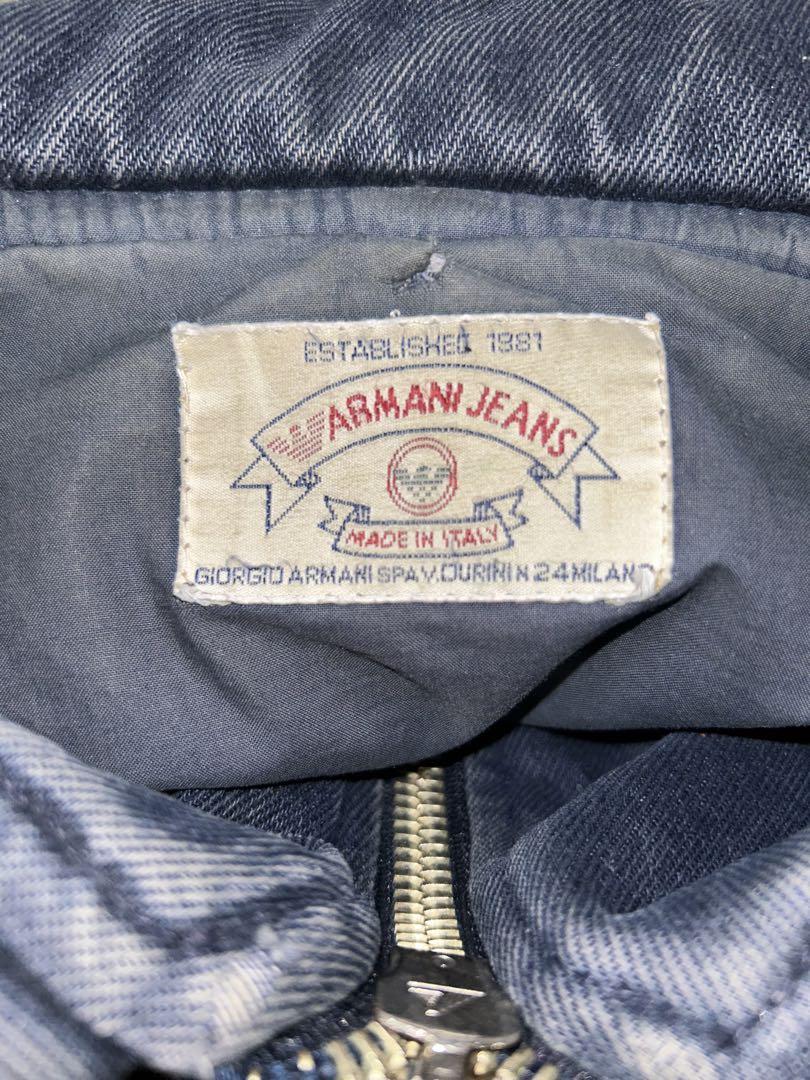 ESTABLISHED 1981
ARMANI JEANS
MADE IN ITALY
GIORGIO ARMANI SPA V. DURINI N 24 MILANO
A